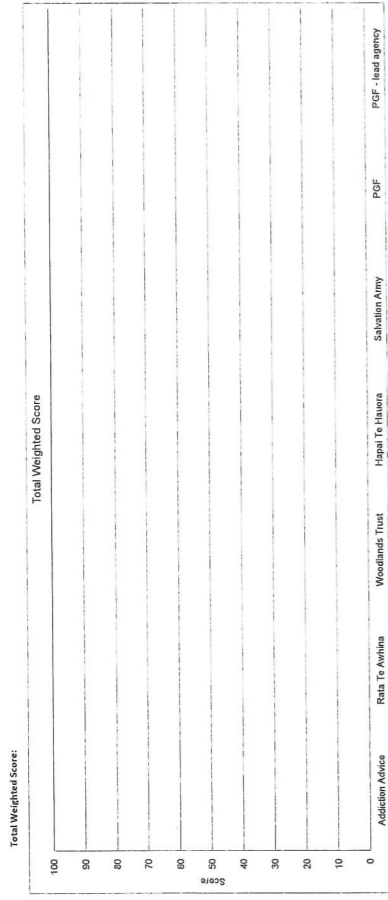 Total Weighted Score:
Total Weighted Score
100
90
80
70
60
50
40
30
20
10
0
Score
Addiction Advice
Rata Te Awhina
Woodlands Trust
Hapai Te Hauora
Salvation Army
PGF
PGF - lead agency